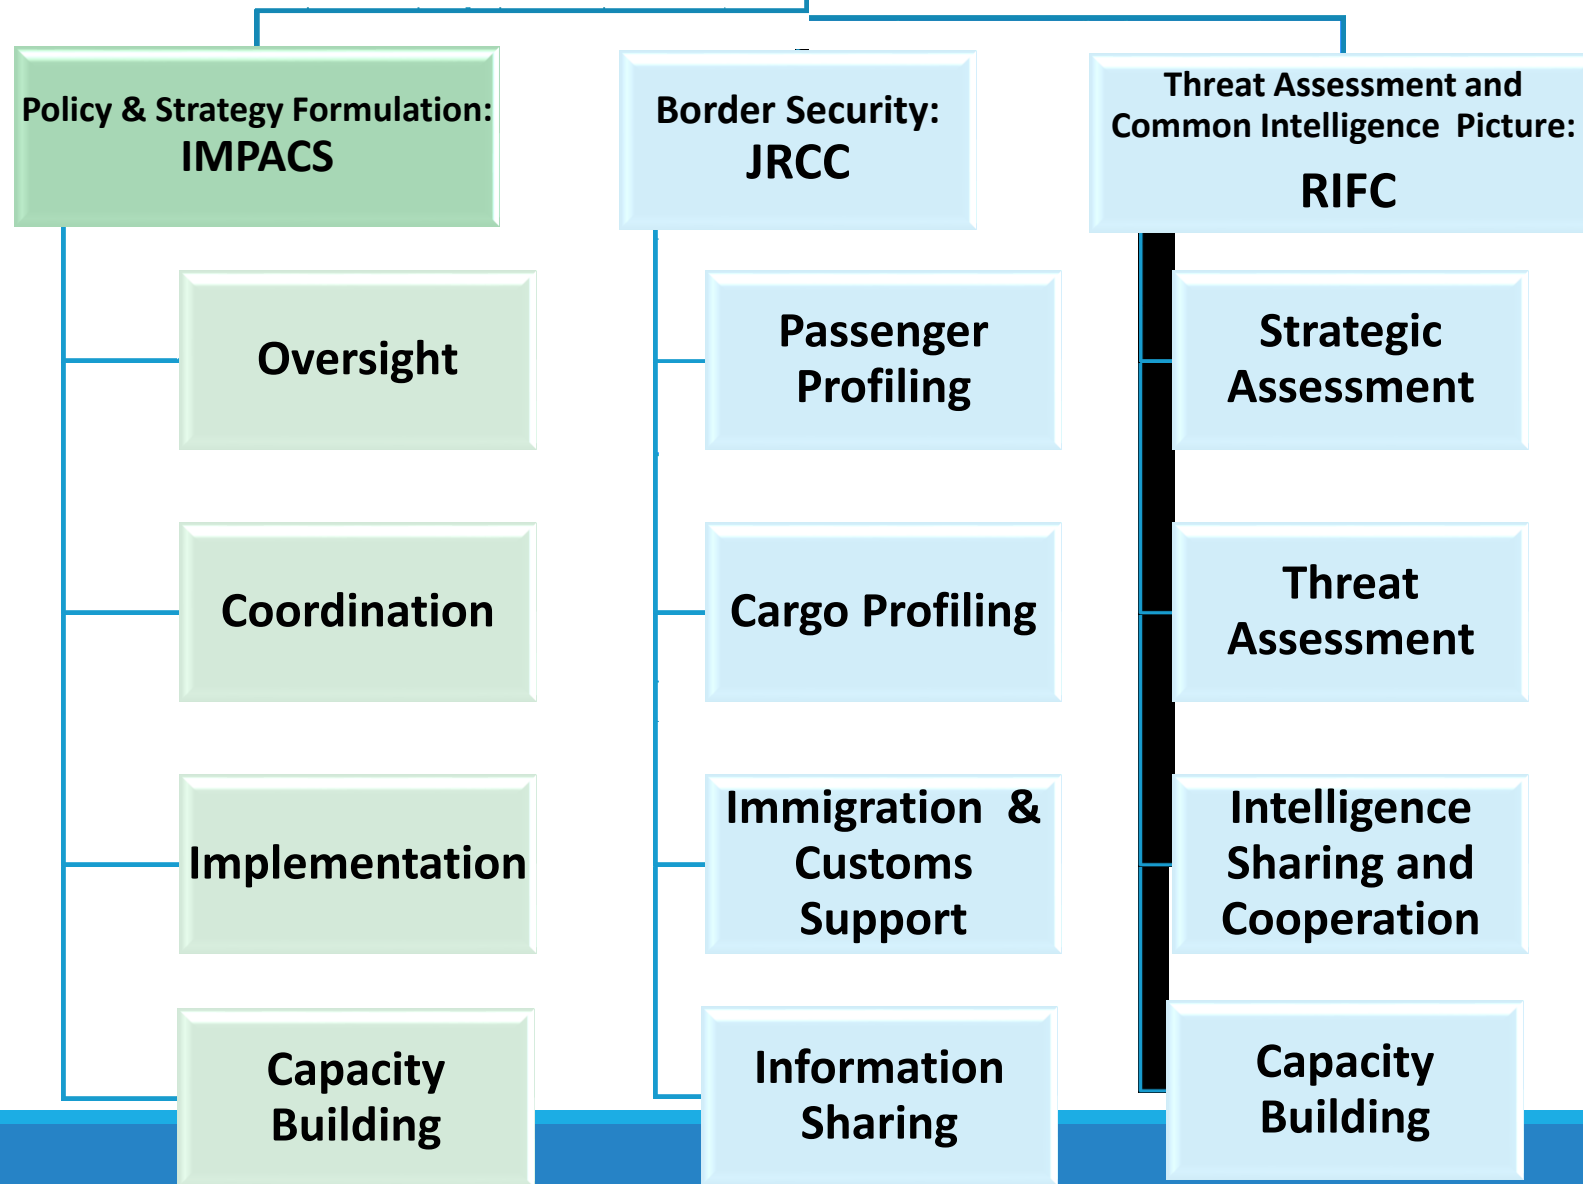 Policy & Strategy Formulation:
IMPACS
Oversight
Coordination
Implementation
Capacity
Building
Border Security:
JRCC
Passenger
Profiling
Cargo Profiling
Immigration & 
Customs
Support
Information
Sharing
Threat Assessment and
Common Intelligence Picture:
RIFC
Strategic
Assessment
Threat
Assessment
Intelligence
Sharing and
Cooperation
Capacity
Building